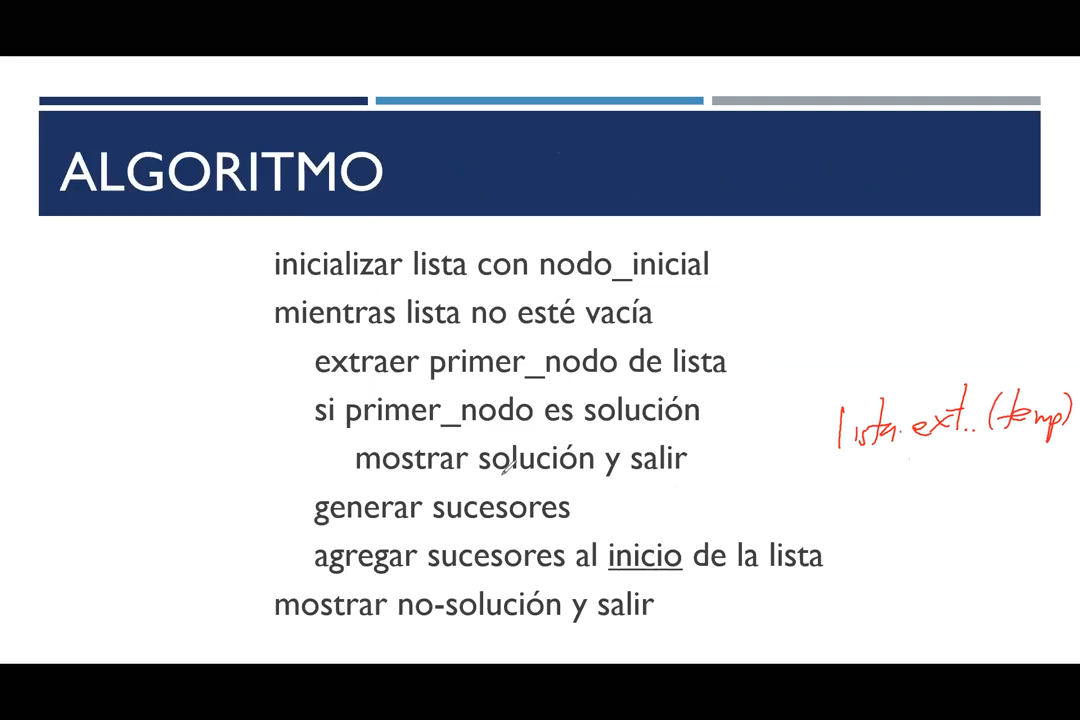 ALGORITMO
inicializar lista con nodo_inicial
mientras lista no esté vacía
extraer primer_nodo de lista
si primer_nodo es solución
mostrar solución y salir
generar sucesores
agregar sucesores al inicio de la lista
mostrar no-solución y salir
lista.ext..(temp)